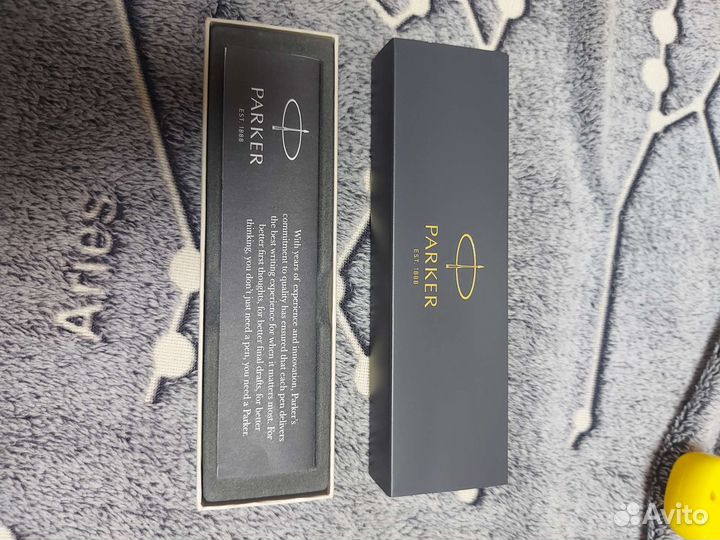 Aries
PARKER
EST. 1888
With years of experience and innovation, Parker's
commitment to quality has ensured that each pen delivers
the best writing experience for when it matters most. For
better first thoughts, for better final drafts, for better
thinking, you don't just need a pen, you need a Parker.
PARKER
EST. 1888
Avito